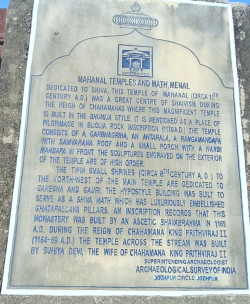 MAHANAL TEMPLES AND MATH, MENAL
DEDICATED TO SHIVA, THIS TEMPLE OF MAHANAL (CIRCA 11TH
CENTURY A.D.) WAS A GREAT CENTRE OF SHAIVISM DURING
THE REIGN OF CHAHAMANAS WHERE THIS MAGNIFICENT TEMPLE
IS BUILT IN THE BHUMIJA STYLE. IT IS MENTIONED AS A PLACE OF
PILGRIMAGE IN BIJOLIA ROCK INSCRIPTION (1170A.D.) THE TEMPLE
CONSISTS OF A GARBHAGRIHA, AN ANTARALA, A RANGAMANDAPA
WITH SAMVARANA ROOF AND A SMALL PORCH WITH A NANDI
MANDAPA IN FRONT. THE SCULPTURES ENGRAVED ON THE EXTERIOR
OF THE TEMPLE ARE OF HIGH ORDER.
THE TWIN SMALL SHRINES (CIRCA 8TH CENTURY A.D.) TO
THE NORTH-WEST OF THE MAIN TEMPLE ARE DEDICATED TO
GANESHA AND GAURI. THE HYPOSTYLE BUILDING WAS BUILT TO
SERVE AS A SHIVA MATH WHICH HAS LUXURIOUSLY EMBELLISHED
GHATAPALLAVA PILLARS. AN INSCRIPTION RECORDS THAT THIS
MONASTERY WAS BUILT BY AN ASCETIC BHAVABRAHMA IN 1169
A.D. DURING THE REIGN OF CHAHAMANA KING PRITHVIRAJ II
(1164-69 A.D.) THE TEMPLE ACROSS THE STREAM WAS BUILT
BY SUHIYA DEVI, THE WIFE OF CHAHAMANA KING PRITHVIRAJ II.
SUPERINTENDING ARCHAEOLOGIST
ARCHAEOLOGICAL SURVEY OF INDIA
JODHPUR CIRCLE, JODHPUR